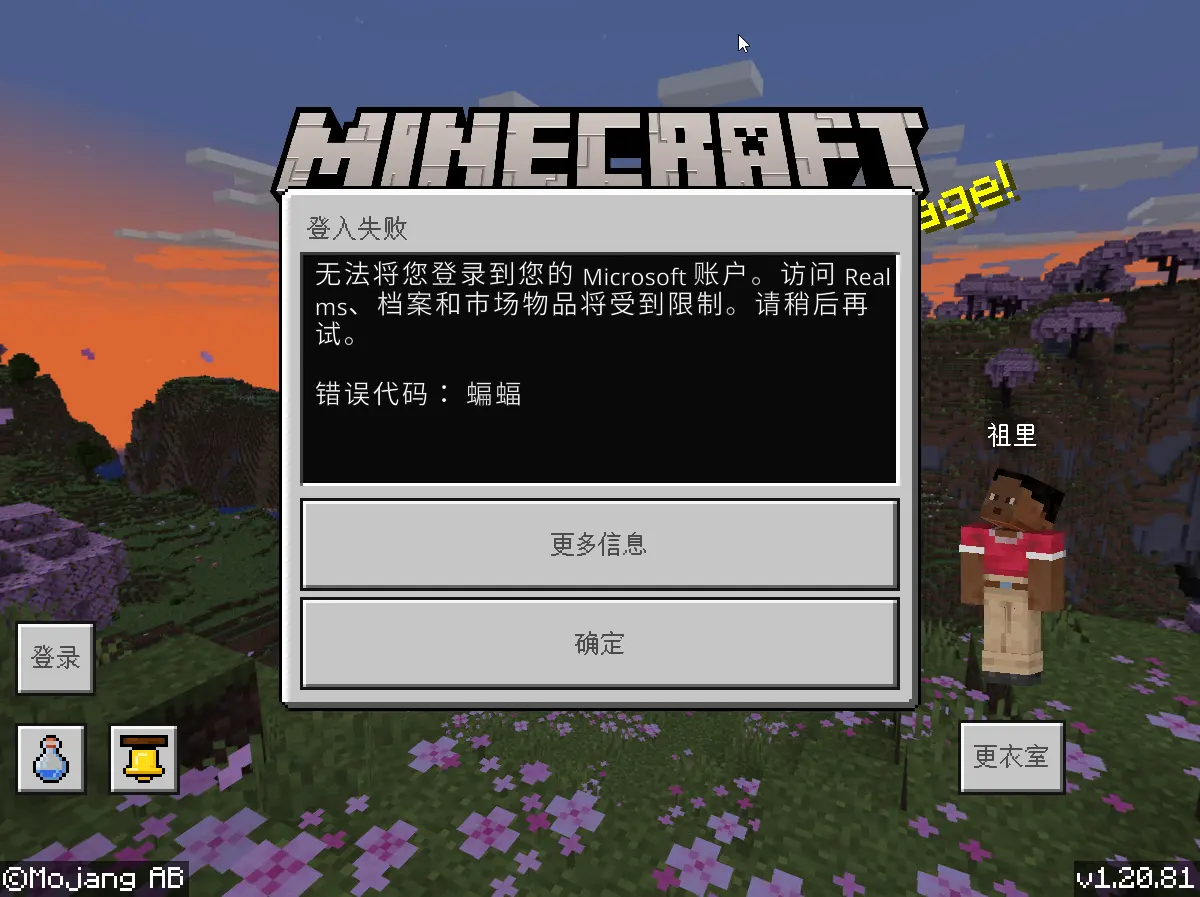 MINECRAFT
age!
登入失败
无法将您登录到您的 Microsoft 账户。访问 Real
ms、档案和市场物品将受到限制。请稍后再
试。
错误代码： 蝙蝠
祖里
更多信息
确定
登录
更衣室
©Mojang AB
v1.20.81